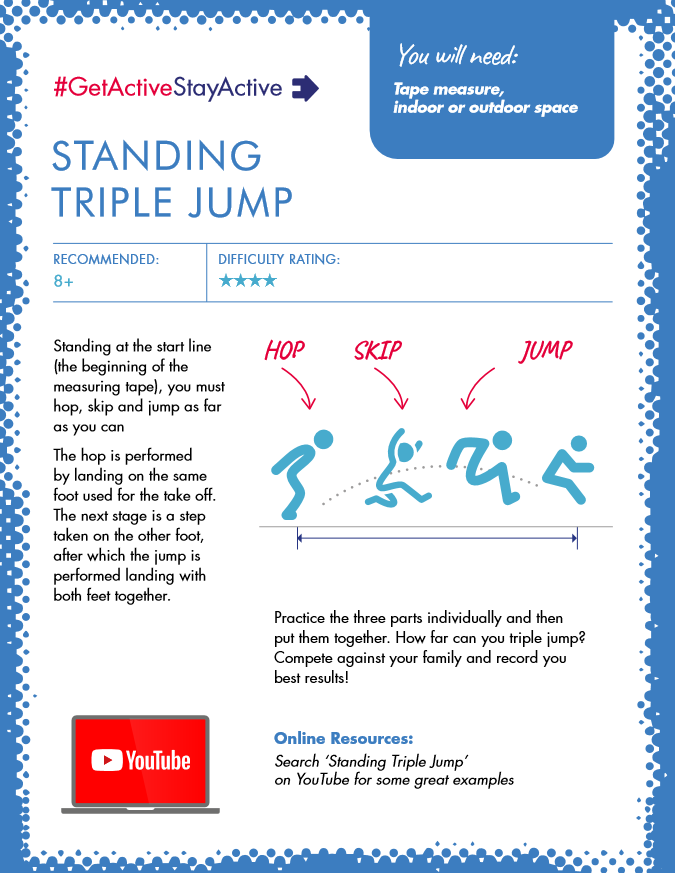 #GetActiveStayActive
You will need:
Tape measure,
indoor or outdoor space
STANDING
TRIPLE JUMP
RECOMMENDED:
8+
DIFFICULTY RATING:
★★★★
Standing at the start line
(the beginning of the
measuring tape), you must
hop, skip and jump as far
as you can
The hop is performed
by landing on the same
foot used for the take off.
The next stage is a step
taken on the other foot,
after which the jump is
performed landing with
both feet together.
HOP
SKIP
JUMP
Practice the three parts individually and then
put them together. How far can you triple jump?
Compete against your family and record you
best results!
YouTube
Online Resources:
Search ‘Standing Triple Jump’
on YouTube for some great examples